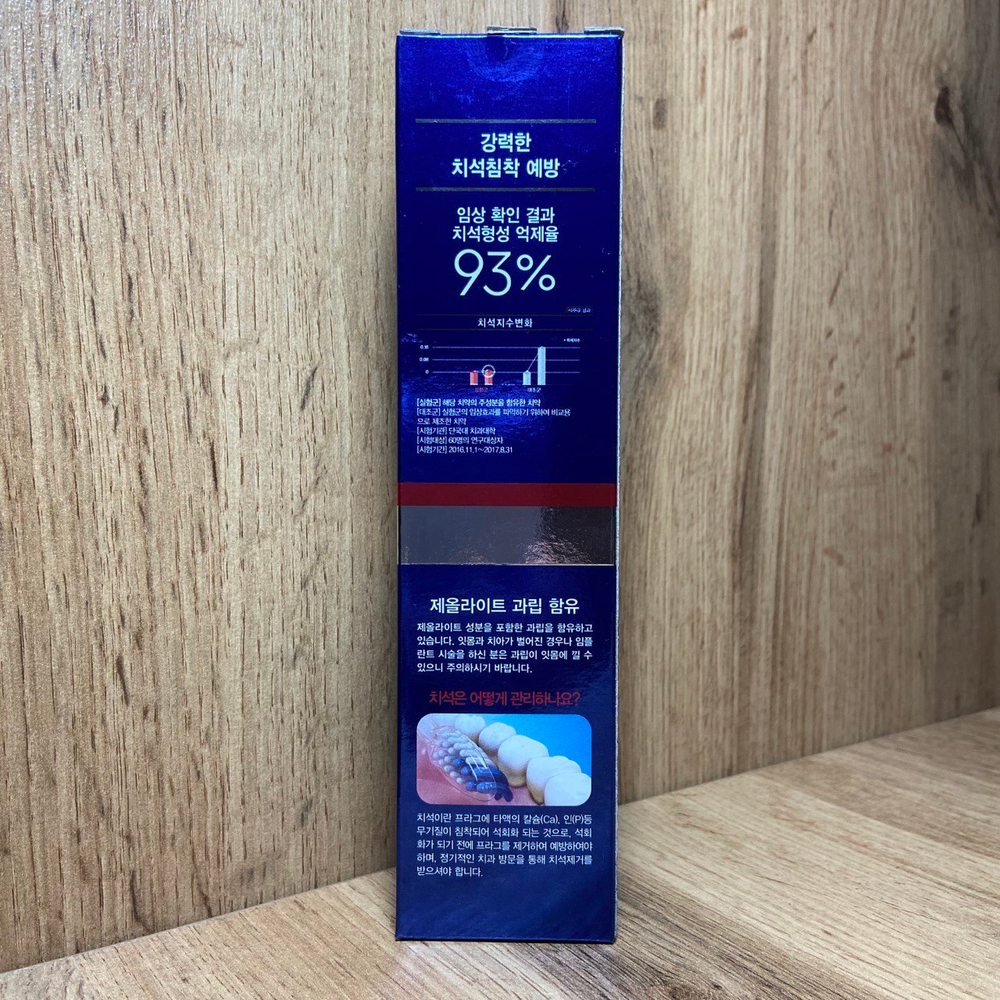 강력한
치석침착 예방
임상 확인 결과
치석형성 억제율
93%
치석지수변화
0.16
0.08
0
실험군
대조군
[실험군] 해당 치약의 주성분을 함유한 치약
[대조군] 실험군의 임상효과를 파악하기 위하여 비교용
으로 제조한 치약
[시험기관] 단국대 치과대학
[시험대상] 60명의 연구대상자
[시험기간] 2016.11.1~2017.8.31
제올라이트 과립 함유
제올라이트 성분을 포함한 과립을 함유하고
있습니다. 잇몸과 치아가 벌어진 경우나 임플
란트 시술을 하신 분은 과립이 잇몸에 낄 수
있으니 주의하시기 바랍니다.
치석은 어떻게 관리하나요?
치석이란 프라그에 타액의 칼슘(Ca), 인(P)등
무기질이 침착되어 석회화 되는 것으로, 석회
화가 되기 전에 프라그를 제거하여 예방하여야
하며, 정기적인 치과 방문을 통해 치석제거를
받으셔야 합니다.